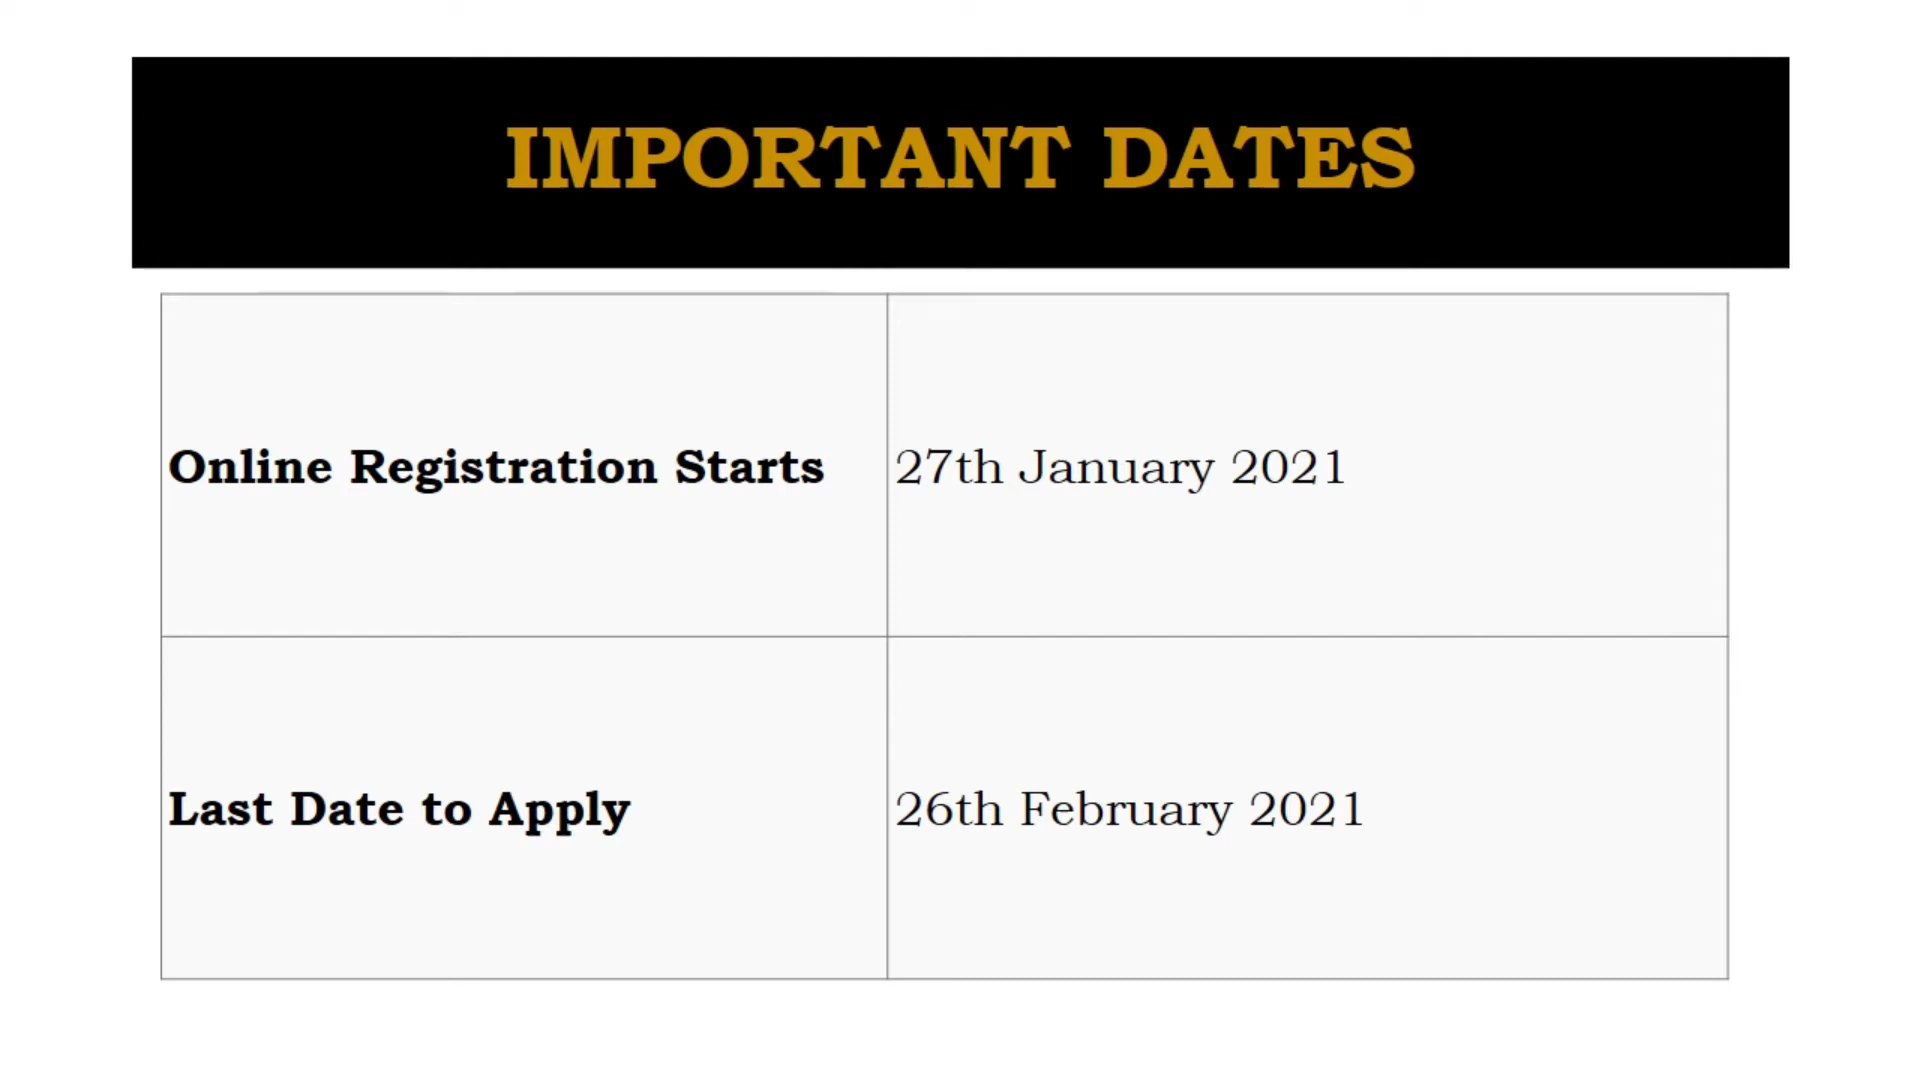 IMPORTANT DATES
Online Registration Starts
27th January 2021
Last Date to Apply
26th February 2021